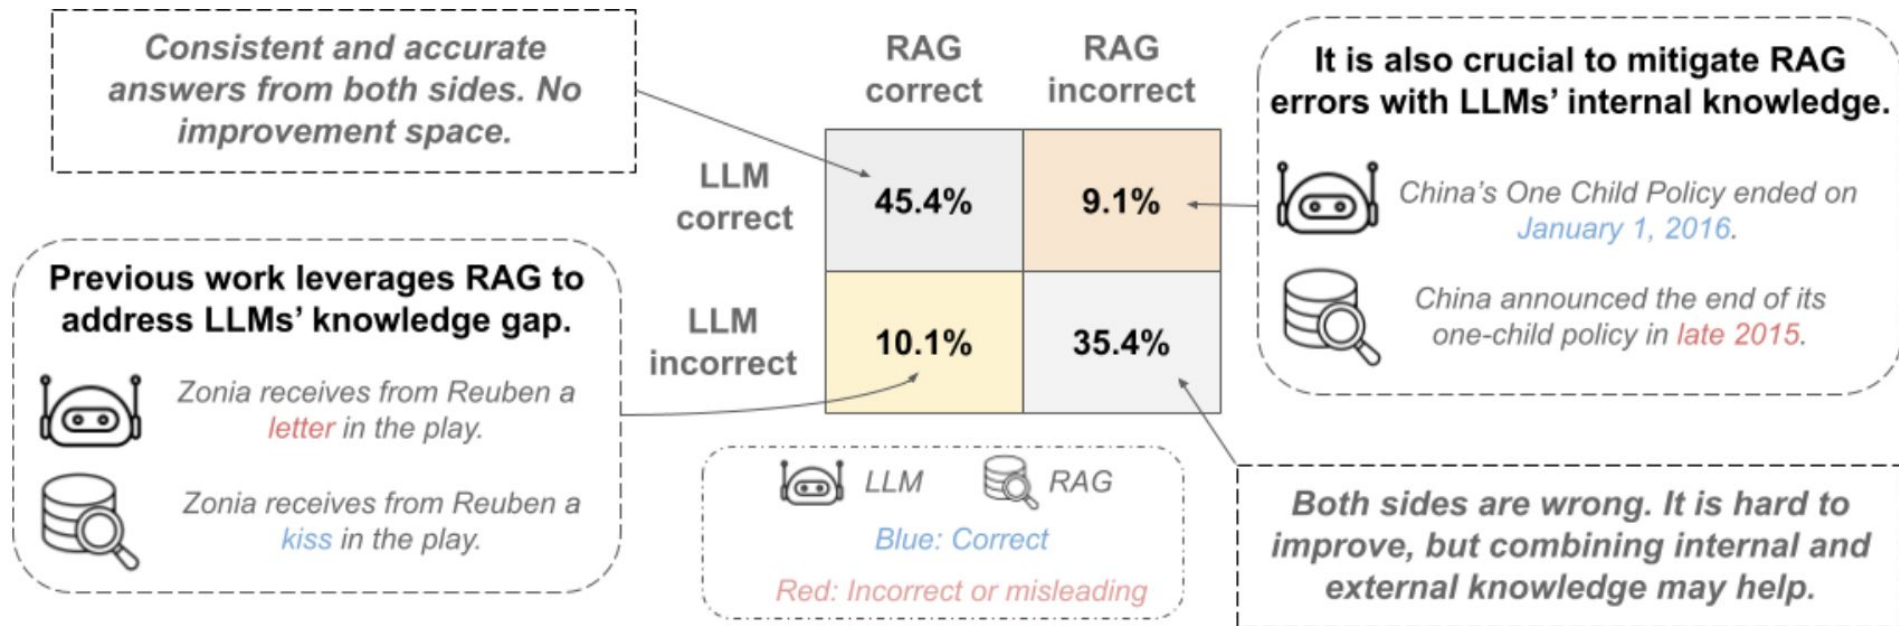 Consistent and accurate
answers from both sides. No
improvement space.
RAG
correct
RAG
incorrect
LLM
correct
45.4%
9.1%
LLM
incorrect
10.1%
35.4%
It is also crucial to mitigate RAG
errors with LLMs’ internal knowledge.
China’s One Child Policy ended on
January 1, 2016.
China announced the end of its
one-child policy in late 2015.
Previous work leverages RAG to
address LLMs’ knowledge gap.
Zonia receives from Reuben a
letter in the play.
Zonia receives from Reuben a
kiss in the play.
LLM
RAG
Blue: Correct
Red: Incorrect or misleading
Both sides are wrong. It is hard to
improve, but combining internal and
external knowledge may help.